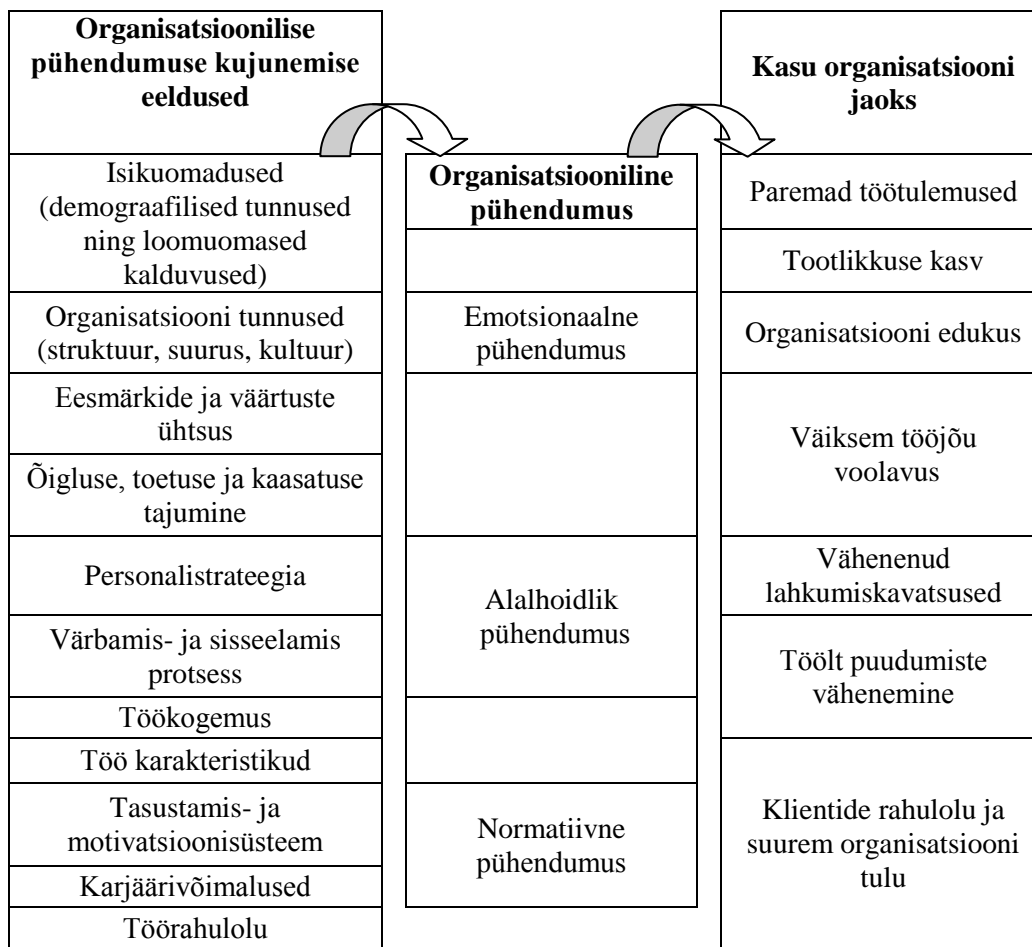 Organisatsioonilise
pühendumuse kujunemise
eeldused
Isikuomadused
(demograafilised tunnused
ning loomuomased
kalduvused)
Organisatsiooni tunnused
(struktuur, suurus, kultuur)
Eesmärkide ja väärtuste
ühtsus
Õigluse, toetuse ja kaasatuse
tajumine
Personalistrateegia
Värbamis- ja sisseelamis
protsess
Töökogemus
Töö karakteristikud
Tasustamis- ja
motivatsioonisüsteem
Karjäärivõimalused
Töörahulolu
Organisatsiooniline
pühendumus
Emotsionaalne
pühendumus
Alalhoidlik
pühendumus
Normatiivne
pühendumus
Kasu organisatsiooni
jaoks
Paremad töötulemused
Tootlikkuse kasv
Organisatsiooni edukus
Väiksem tööjõu
voolavus
Vähenenud
lahkumiskavatsused
Töölt puudumiste
vähenemine
Klientide rahulolu ja
suurem organisatsiooni
tulu